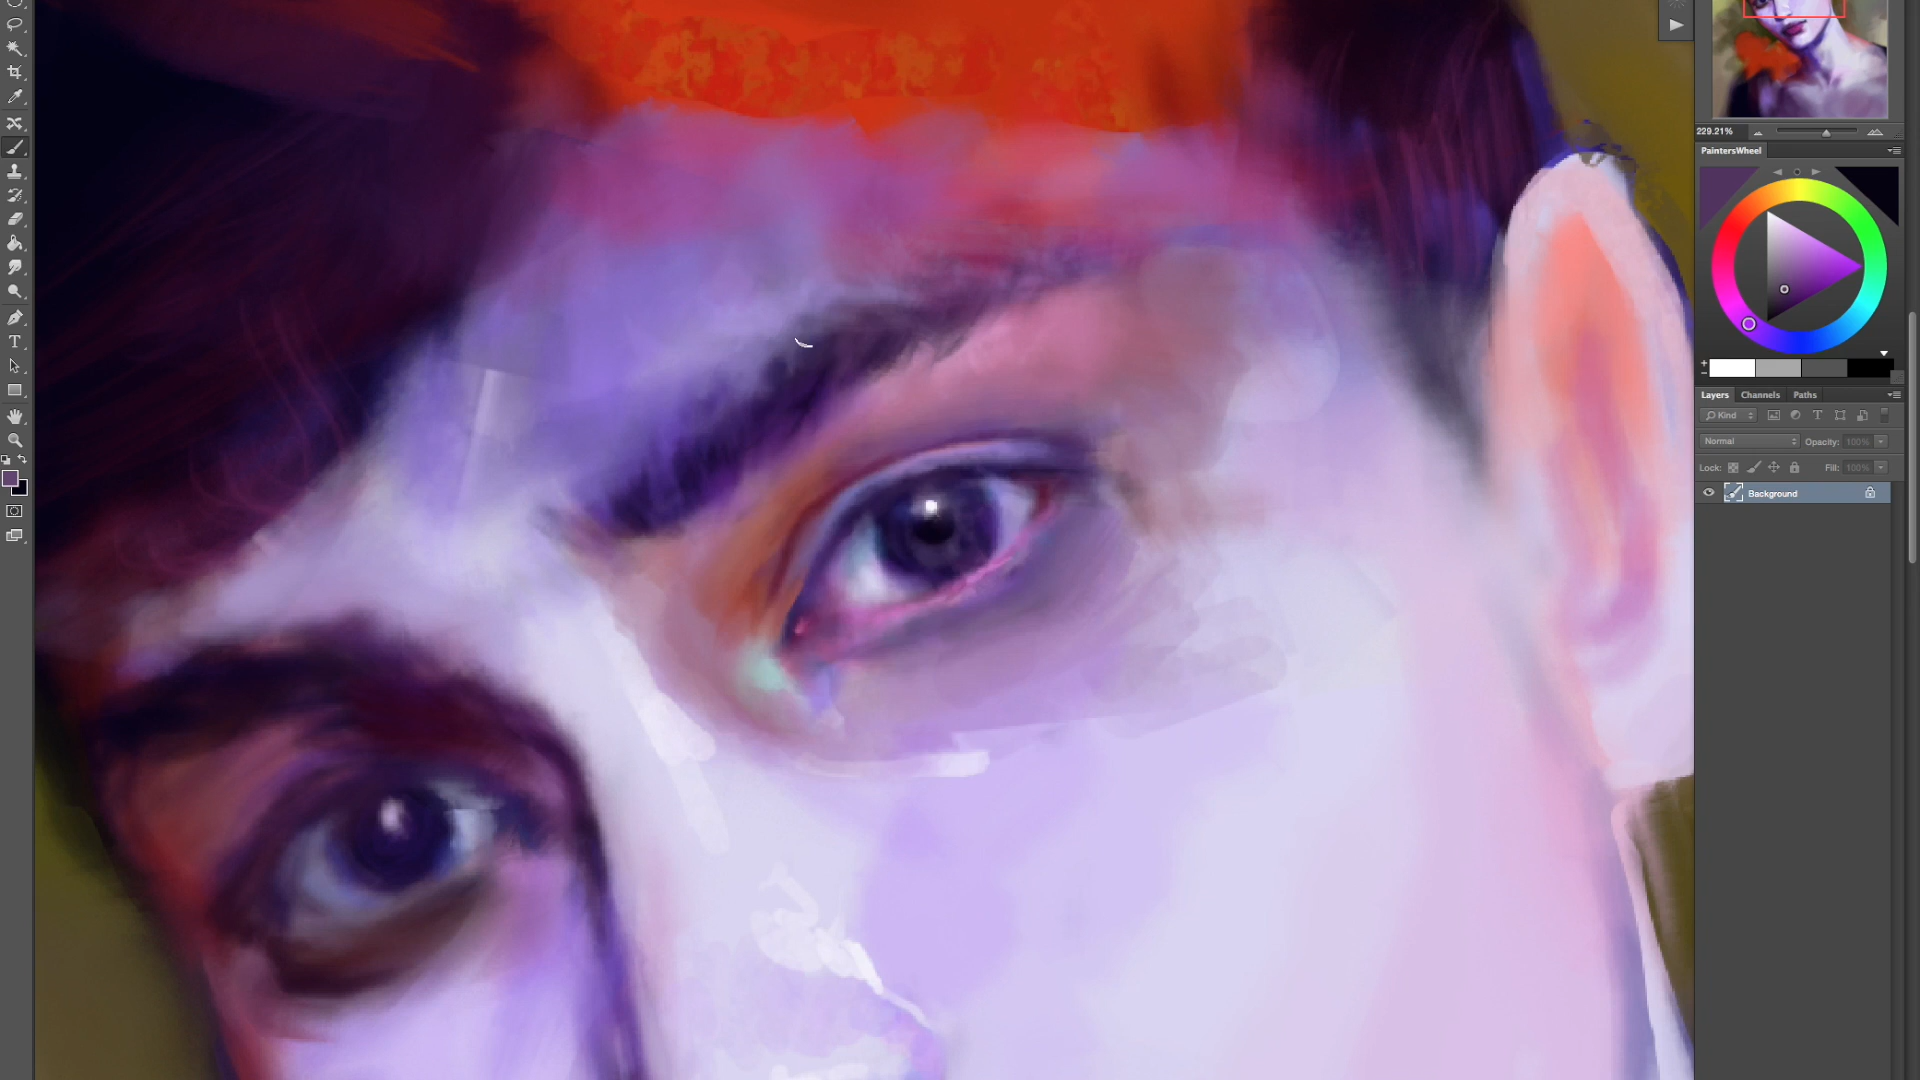 229.21%
PaintersWheel
+
−
Layers Channels Paths
Kind T
Normal Opacity: 100%
Lock: Fill: 100%
Background
T